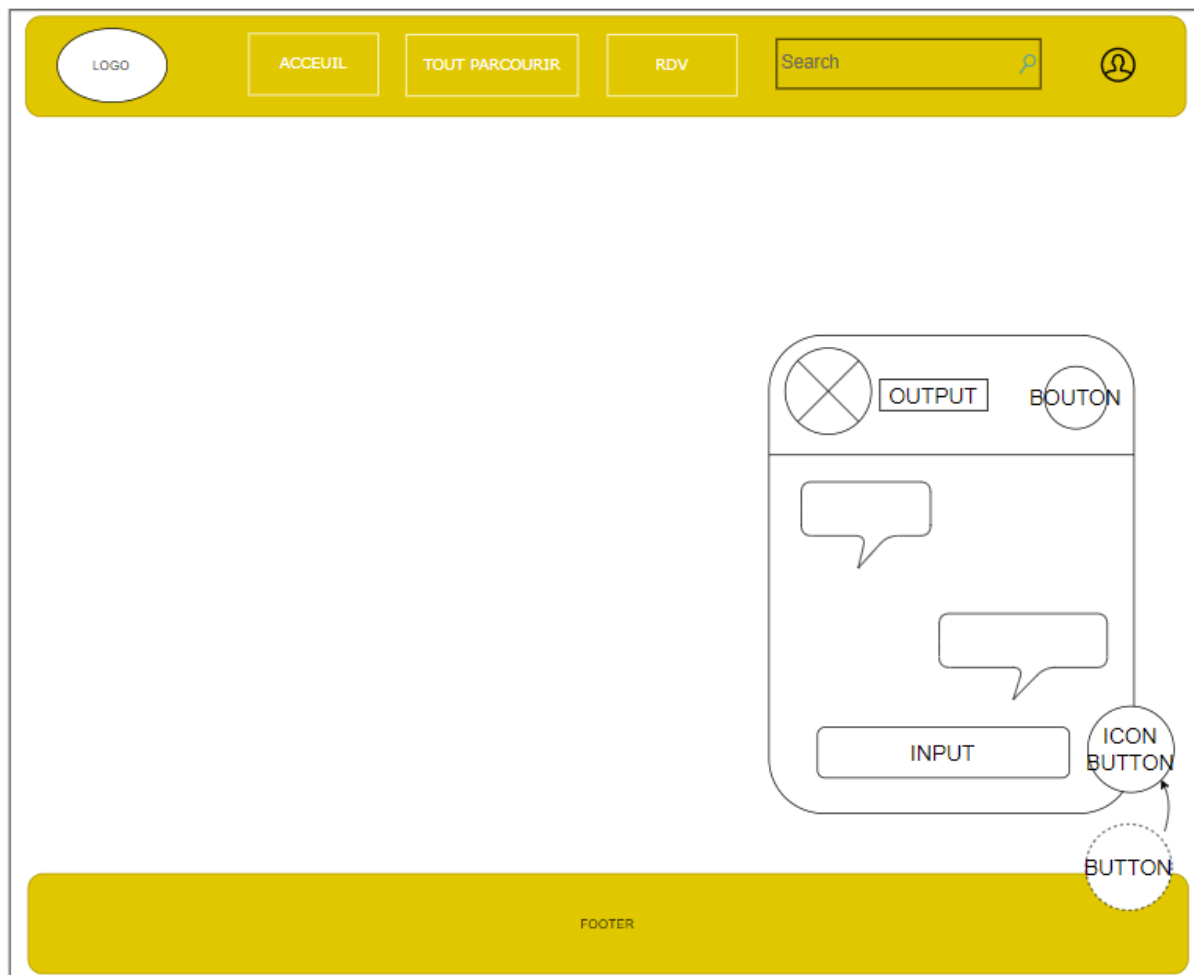 LOGO
ACCEUIL
TOUT PARCOURIR
RDV
Search
OUTPUT
BOUTON
INPUT
ICON
BUTTON
BUTTON
FOOTER